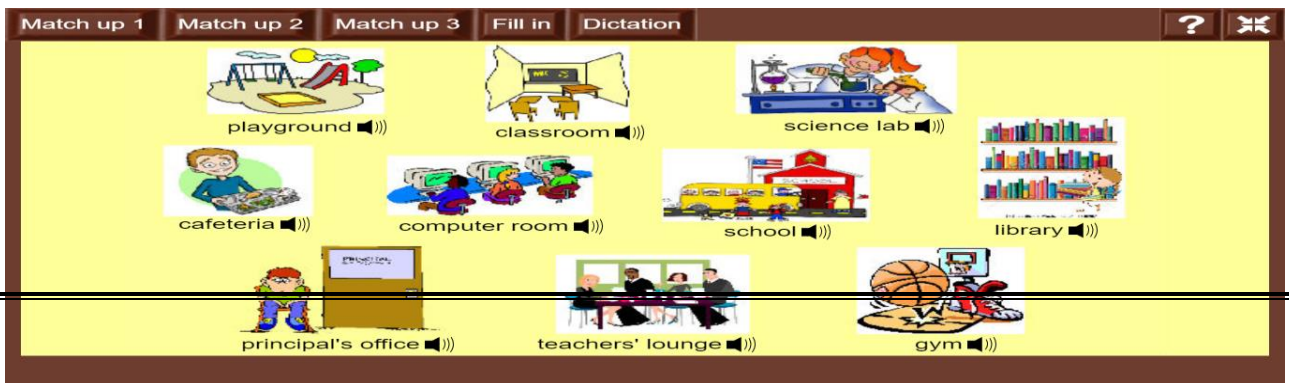 Match up 1 Match up 2 Match up 3 Fill in Dictation ?
playground classroom science lab
cafeteria computer room school library
PRINCIPAL
principal's office teachers' lounge gym